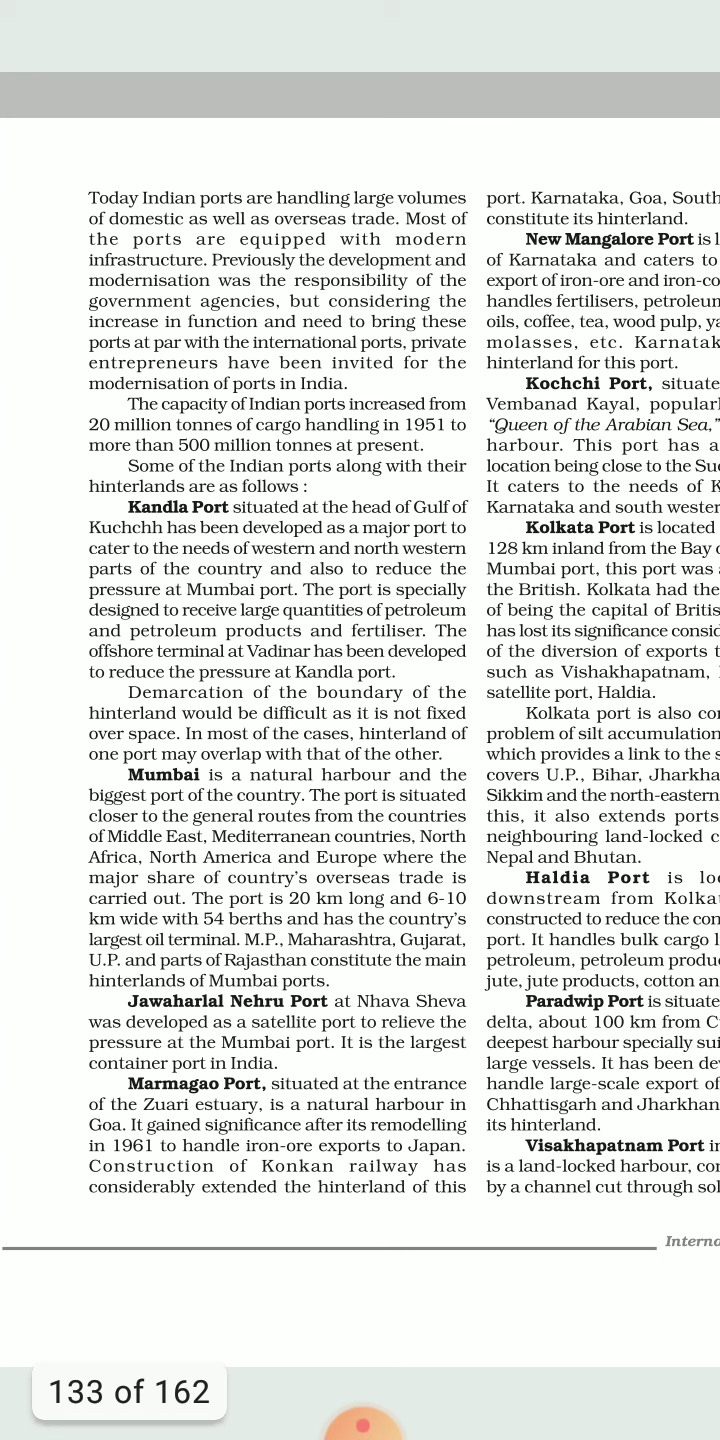 Today Indian ports are handling large volumes
of domestic as well as overseas trade. Most of
the ports are equipped with modern
infrastructure. Previously the development and
modernisation was the responsibility of the
government agencies, but considering the
increase in function and need to bring these
ports at par with the international ports, private
entrepreneurs have been invited for the
modernisation of ports in India.
The capacity of Indian ports increased from
20 million tonnes of cargo handling in 1951 to
more than 500 million tonnes at present.
Some of the Indian ports along with their
hinterlands are as follows :
Kandla Port situated at the head of Gulf of
Kuchchh has been developed as a major port to
cater to the needs of western and north western
parts of the country and also to reduce the
pressure at Mumbai port. The port is specially
designed to receive large quantities of petroleum
and petroleum products and fertiliser. The
offshore terminal at Vadinar has been developed
to reduce the pressure at Kandla port.
Demarcation of the boundary of the
hinterland would be difficult as it is not fixed
over space. In most of the cases, hinterland of
one port may overlap with that of the other.
Mumbai is a natural harbour and the
biggest port of the country. The port is situated
closer to the general routes from the countries
of Middle East, Mediterranean countries, North
Africa, North America and Europe where the
major share of country's overseas trade is
carried out. The port is 20 km long and 6-10
km wide with 54 berths and has the country's
largest oil terminal. M.P., Maharashtra, Gujarat,
U.P. and parts of Rajasthan constitute the main
hinterlands of Mumbai ports.
Jawaharlal Nehru Port at Nhava Sheva
was developed as a satellite port to relieve the
pressure at the Mumbai port. It is the largest
container port in India.
Marmagao Port, situated at the entrance
of the Zuari estuary, is a natural harbour in
Goa. It gained significance after its remodelling
in 1961 to handle iron-ore exports to Japan.
Construction of Konkan railway has
considerably extended the hinterland of this
port. Karnataka, Goa, South
constitute its hinterland.
New Mangalore Port is
of Karnataka and caters to
export of iron-ore and
handles fertilisers,
oils, coffee, tea, wood pulp,
molasses, etc.
hinterland for this port.
Kochchi Port,
Vembanad Kayal,
"Queen of the Arabian Sea,"
harbour. This port has a
location being close to the
It caters to the needs of
Karnataka and south
Kolkata Port is located
128 km inland from the Bay
Mumbai port, this port was
the British. Kolkata had the
of being the capital of
has lost its significance
of the diversion of exports
such as Vishakhapatnam,
satellite port, Haldia.
Kolkata port is also
problem of silt accumulation
which provides a link to the
covers U.P., Bihar,
Sikkim and the north-eastern
this, it also extends ports
neighbouring land-locked
Nepal and Bhutan.
Haldia Port is
downstream from
constructed to reduce the
port. It handles bulk cargo
petroleum, petroleum
jute, jute products, cotton
Paradwip Port is
delta, about 100 km from
deepest harbour specially
large vessels. It has been
handle large-scale export of
Chhattisgarh and
its hinterland.
Visakhapatnam Port
is a land-locked harbour,
by a channel cut through
133 of 162